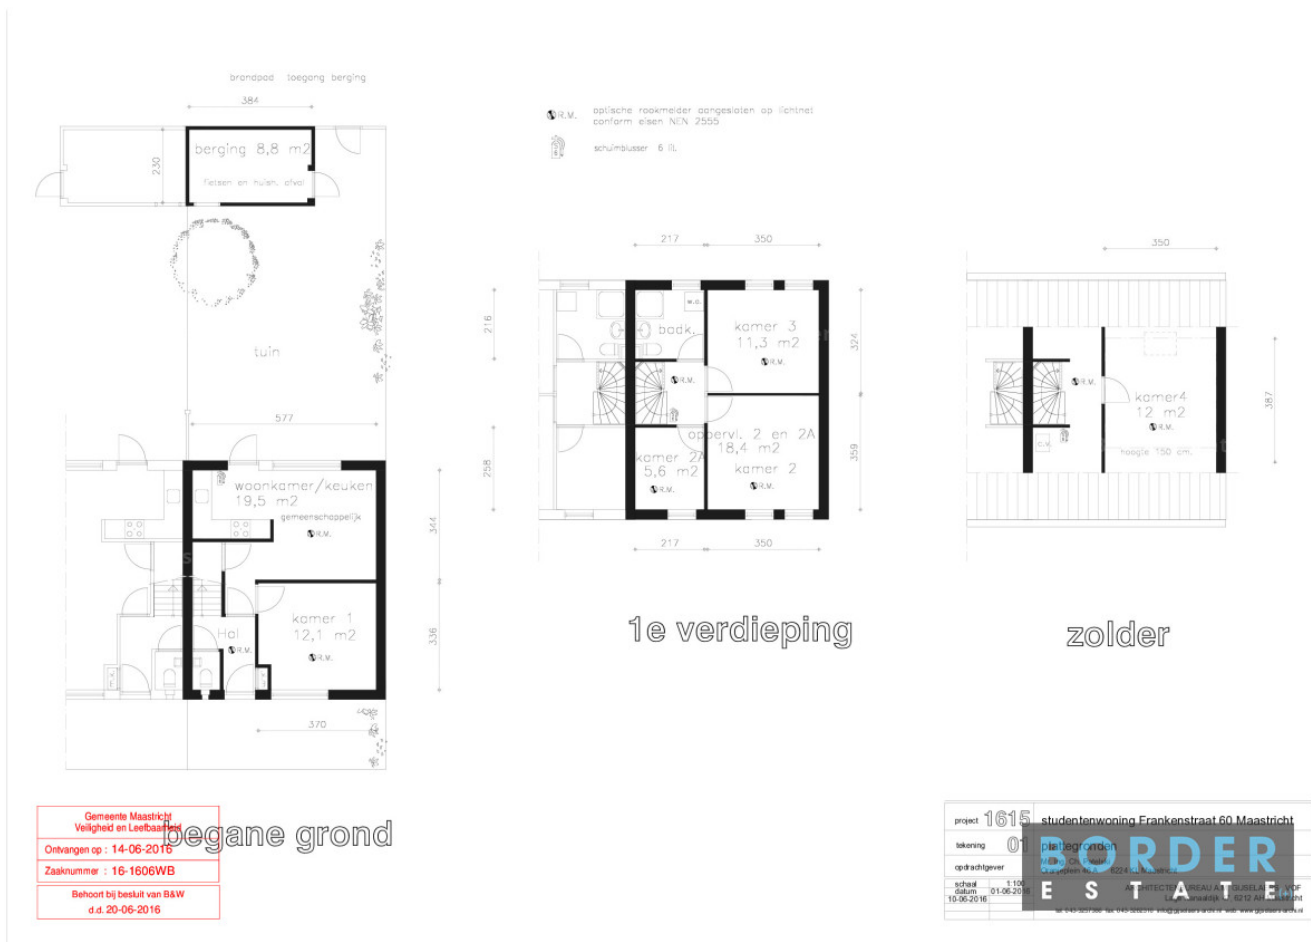 brandpad toegang berging
384
berging 8,8 m2
230
fietsen en huish. afval
tuin
577
woonkamer/keuken
19,5 m2
gemeenschappelijk
R.M.
344
kamer 1
12,1 m2
R.M.
Hal
R.M.
336
m.k.
370
begane grond
R.M. optische rookmelder aangesloten op lichtnet
conform eisen NEN 2555
schuimblusser 6 lit.
217 350
216
w.a.
badk.
kamer 3
11,3 m2
R.M.
324
R.M.
258
oppervl. 2 en 2A
18,4 m2
kamer 2A
5,6 m2
kamer 2
R.M.
R.M.
359
217 350
1e verdieping
350
R.M.
kamer4
12 m2
R.M.
c.v.
hoogte 150 cm.
387
zolder
Gemeente Maastricht
Veiligheid en Leefbaarheid
Ontvangen op : 14-06-2016
Zaaknummer : 16-1606WB
Behoort bij besluit van B&W
d.d. 20-06-2016
project 1615 studentenwoning Frankenstraat 60 Maastricht
tekening 01 plattegronden
opdrachtgever
schaal 1:100
datum 01-06-2016
10-06-2016
BORDER
ESTATE